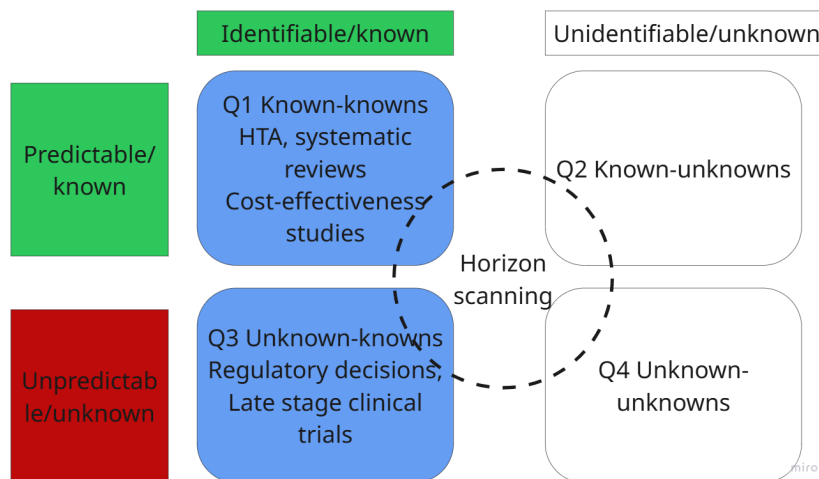 Identifiable/known
Unidentifiable/unknown
Predictable/
known
Q1 Known-knowns
HTA, systematic
reviews
Cost-effectiveness
studies
Q2 Known-unknowns
Horizon
scanning
Unpredictab
le/unknown
Q3 Unknown-knowns
Regulatory decisions,
Late stage clinical
trials
Q4 Unknown-
unknowns
miro